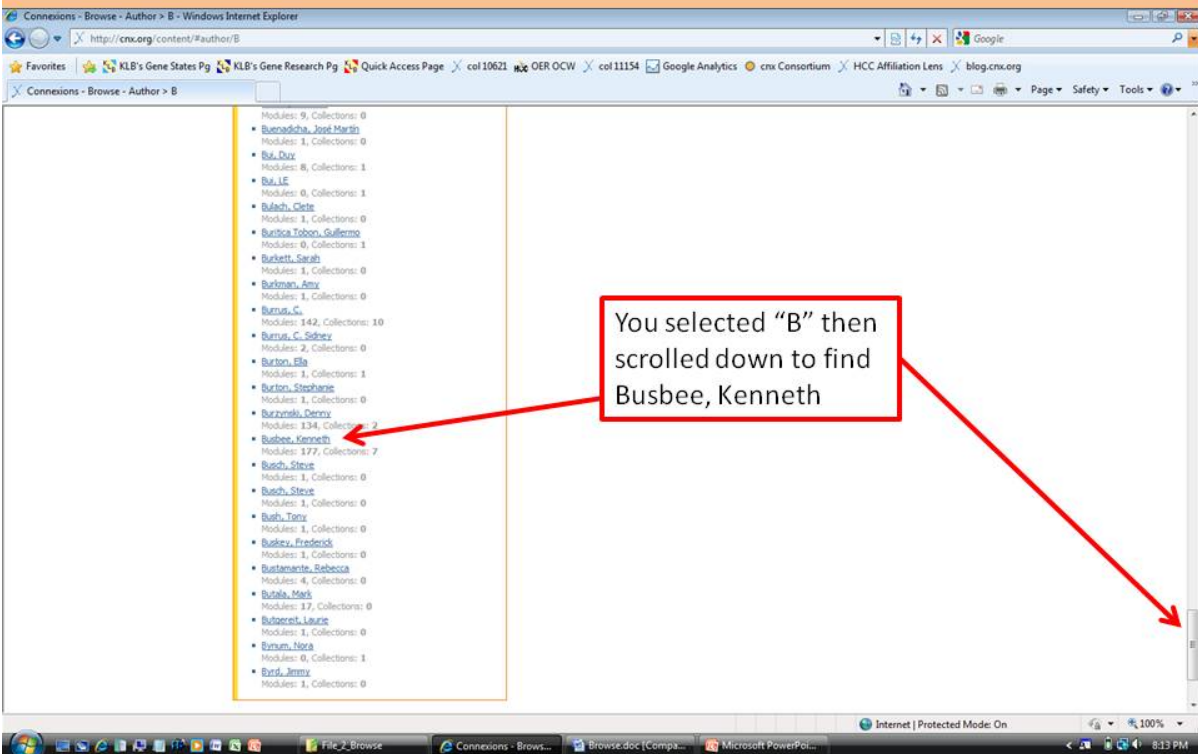 Connexions - Browse - Author > B - Windows Internet Explorer
http://cnx.org/content/#author/B
Google
Favorites
KLB's Gene States Pg
KLB's Gene Research Pg
Quick Access Page
col10621
OER OCW
col11154
Google Analytics
cnx Consortium
HCC Affiliation Lens
blog.cnx.org
Connexions - Browse - Author > B
Page
Safety
Tools
Modules: 9, Collections: 0
Buenadicha, José Martín
Modules: 1, Collections: 0
Bui, Duy
Modules: 8, Collections: 1
Bui, LE
Modules: 0, Collections: 1
Bulach, Clete
Modules: 1, Collections: 0
Buritica Tobon, Guillermo
Modules: 0, Collections: 1
Burkett, Sarah
Modules: 1, Collections: 0
Burkman, Amy
Modules: 1, Collections: 0
Burrus, C.
Modules: 142, Collections: 10
Burrus, C. Sidney
Modules: 2, Collections: 0
Burton, Ella
Modules: 1, Collections: 1
Burton, Stephanie
Modules: 1, Collections: 0
Burzynski, Denny
Modules: 134, Collections: 2
Busbee, Kenneth
Modules: 177, Collections: 7
Busch, Steve
Modules: 1, Collections: 0
Busch, Steve
Modules: 1, Collections: 0
Bush, Tony
Modules: 1, Collections: 0
Buskey, Frederick
Modules: 1, Collections: 0
Bustamante, Rebecca
Modules: 4, Collections: 0
Butala, Mark
Modules: 17, Collections: 0
Butgereit, Laurie
Modules: 1, Collections: 0
Bynum, Nora
Modules: 0, Collections: 1
Byrd, Jimmy
Modules: 1, Collections: 0
You selected “B” then
scrolled down to find
Busbee, Kenneth
Internet | Protected Mode: On
100%
File_2_Browse
Connexions - Brows...
Browse.doc [Compa...
Microsoft PowerPoi...
8:13 PM